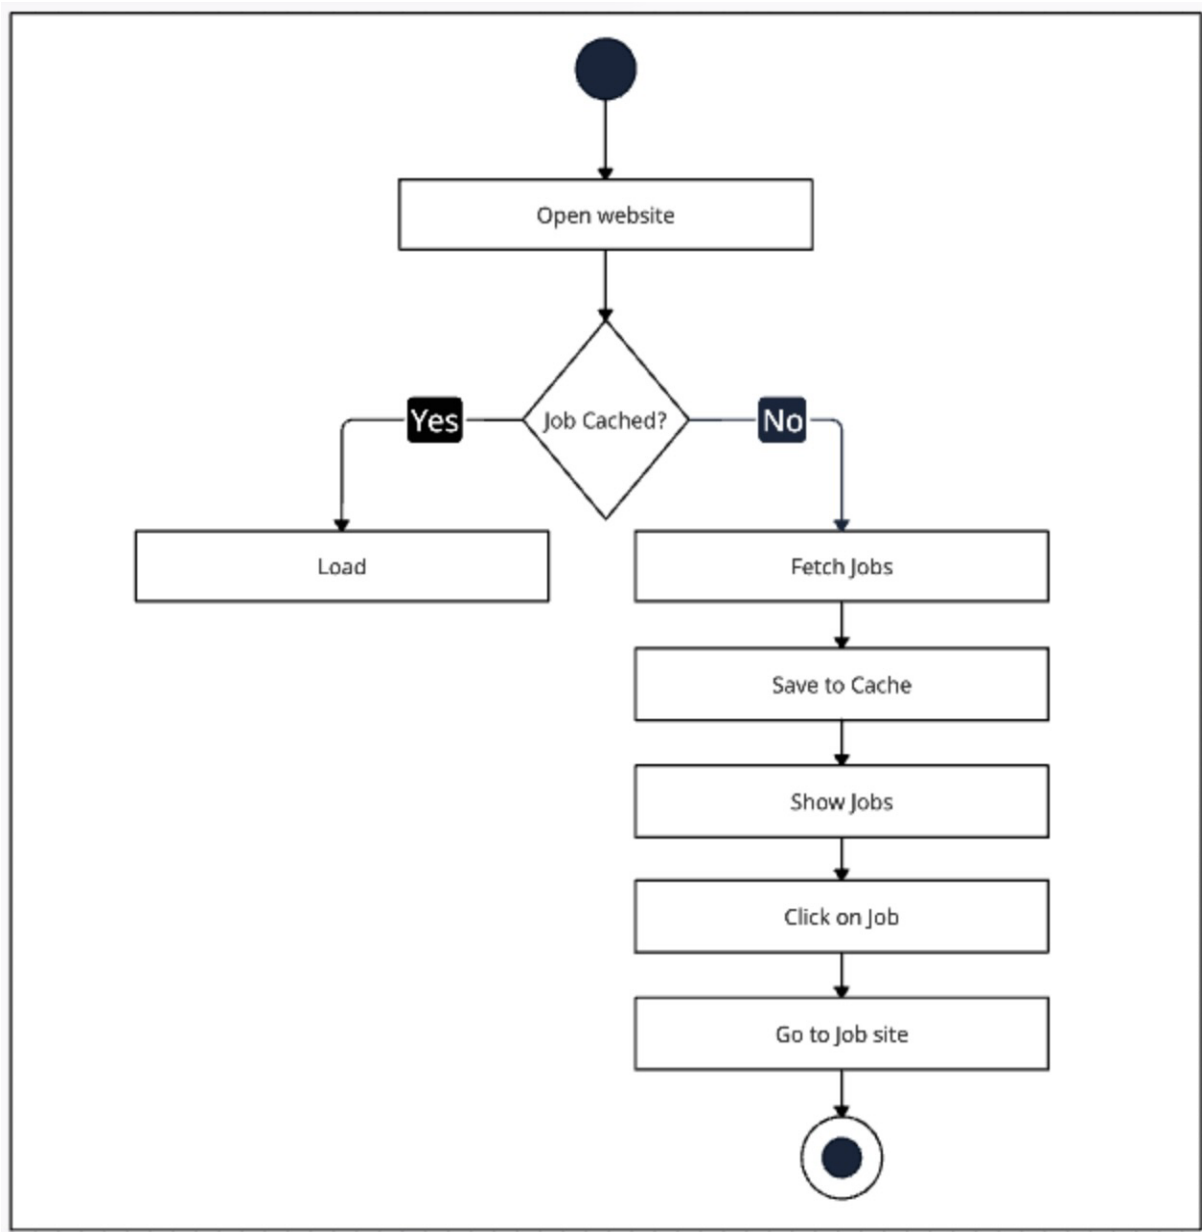 Open website
Job Cached?
Yes
No
Load
Fetch Jobs
Save to Cache
Show Jobs
Click on Job
Go to Job site